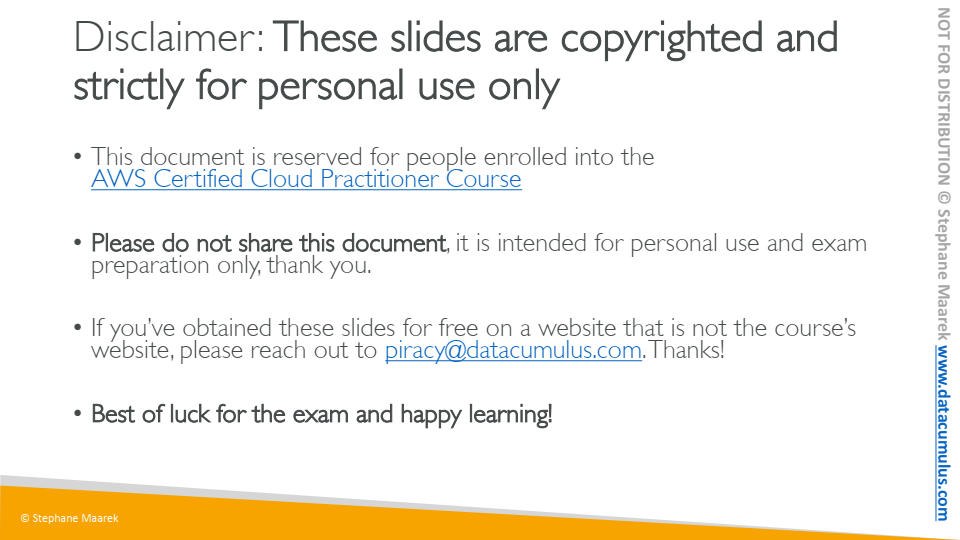 Disclaimer: These slides are copyrighted and
strictly for personal use only
• This document is reserved for people enrolled into the
AWS Certified Cloud Practitioner Course
• Please do not share this document, it is intended for personal use and exam
preparation only, thank you.
• If you’ve obtained these slides for free on a website that is not the course’s
website, please reach out to piracy@datacumulus.com. Thanks!
• Best of luck for the exam and happy learning!
© Stephane Maarek
NOT FOR DISTRIBUTION © Stephane Maarek www.datacumulus.com